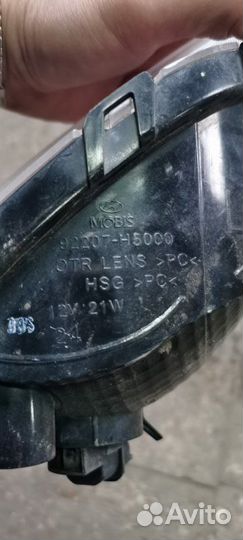 MOBIS
92207-H5000
OTR LENS >PC<
HSG >PC<
12V 21W
Avito